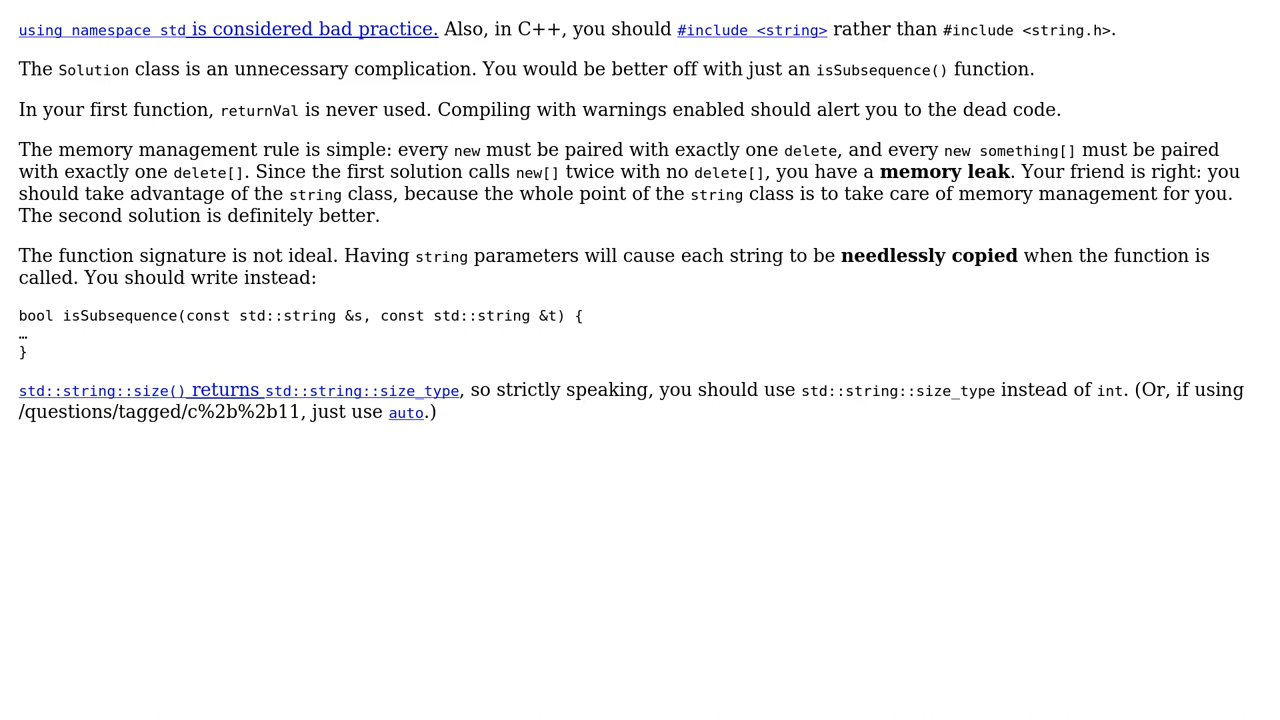 using namespace std is considered bad practice. Also, in C++, you should #include <string> rather than #include <string.h>.
The Solution class is an unnecessary complication. You would be better off with just an isSubsequence() function.
In your first function, returnVal is never used. Compiling with warnings enabled should alert you to the dead code.
The memory management rule is simple: every new must be paired with exactly one delete, and every new something[] must be paired
with exactly one delete[]. Since the first solution calls new[] twice with no delete[], you have a memory leak. Your friend is right: you
should take advantage of the string class, because the whole point of the string class is to take care of memory management for you.
The second solution is definitely better.
The function signature is not ideal. Having string parameters will cause each string to be needlessly copied when the function is
called. You should write instead:
bool isSubsequence(const std::string &s, const std::string &t) {
…
}
std::string::size() returns std::string::size_type, so strictly speaking, you should use std::string::size_type instead of int. (Or, if using
/questions/tagged/c%2b%2b11, just use auto.)